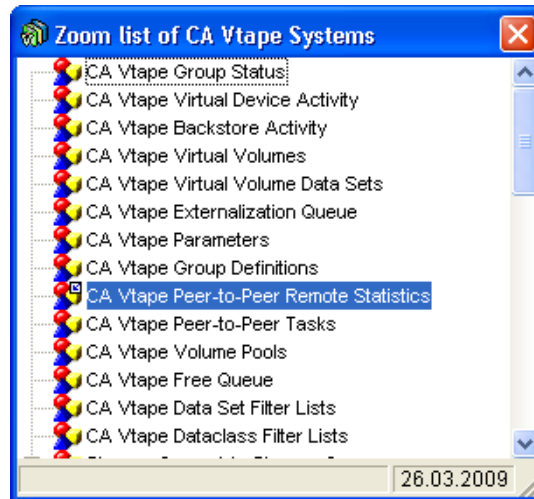 Zoom list of CA Vtape Systems
CA Vtape Group Status
CA Vtape Virtual Device Activity
CA Vtape Backstore Activity
CA Vtape Virtual Volumes
CA Vtape Virtual Volume Data Sets
CA Vtape Externalization Queue
CA Vtape Parameters
CA Vtape Group Definitions
CA Vtape Peer-to-Peer Remote Statistics
CA Vtape Peer-to-Peer Tasks
CA Vtape Volume Pools
CA Vtape Free Queue
CA Vtape Data Set Filter Lists
CA Vtape Dataclass Filter Lists
26.03.2009